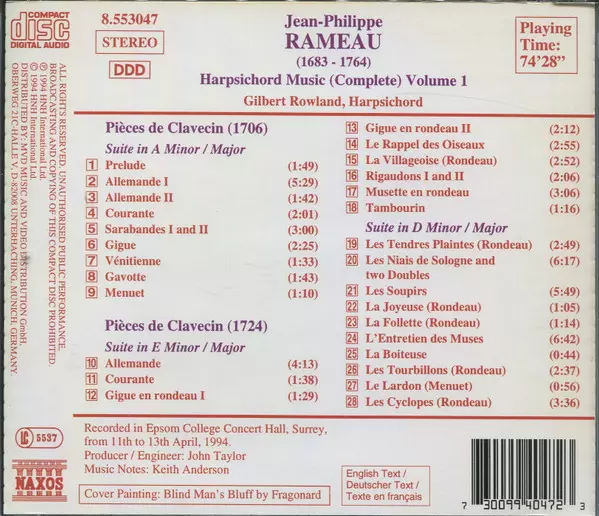 COMPACT
disc
DIGITAL AUDIO
8.553047
STEREO
DDD
Jean-Philippe
RAMEAU
(1683 - 1764)
Harpsichord Music (Complete) Volume 1
Gilbert Rowland, Harpsichord
Playing
Time:
74'28”
Pièces de Clavecin (1706)
Suite in A Minor / Major
1 Prelude (1:49)
2 Allemande I (5:29)
3 Allemande II (1:42)
4 Courante (2:01)
5 Sarabandes I and II (3:00)
6 Gigue (2:25)
7 Vénitienne (1:33)
8 Gavotte (1:43)
9 Menuet (1:10)
Pièces de Clavecin (1724)
Suite in E Minor / Major
10 Allemande (4:13)
11 Courante (1:38)
12 Gigue en rondeau I (1:29)
13 Gigue en rondeau II (2:12)
14 Le Rappel des Oiseaux (2:55)
15 La Villageoise (Rondeau) (2:52)
16 Rigaudons I and II (2:06)
17 Musette en rondeau (3:06)
18 Tambourin (1:16)
Suite in D Minor / Major
19 Les Tendres Plaintes (Rondeau) (2:49)
20 Les Niais de Sologne and (6:17)
two Doubles
21 Les Soupirs (5:49)
22 La Joyeuse (Rondeau) (1:05)
23 La Follette (Rondeau) (1:14)
24 L'Entretien des Muses (6:42)
25 La Boiteuse (0:44)
26 Les Tourbillons (Rondeau) (2:37)
27 Le Lardon (Menuet) (0:56)
28 Les Cyclopes (Rondeau) (3:36)
Recorded in Epsom College Concert Hall, Surrey,
from 11th to 13th April, 1994.
Producer / Engineer: John Taylor
Music Notes: Keith Anderson
Cover Painting: Blind Man's Bluff by Fragonard
English Text /
Deutscher Text /
Texte en français
7 30099 40472 3
LC 5537
NAXOS
ALL RIGHTS RESERVED. UNAUTHORISED PUBLIC PERFORMANCE,
BROADCASTING AND COPYING OF THIS COMPACT DISC PROHIBITED.
℗ 1994 HNH International Ltd.
© 1994 HNH International Ltd.
DISTRIBUTED BY: MVD MUSIC AND VIDEO DISTRIBUTION GmbH,
OBERWEG 21C-HALLE V, D-82008 UNTERHACHING, MUNICH, GERMANY.